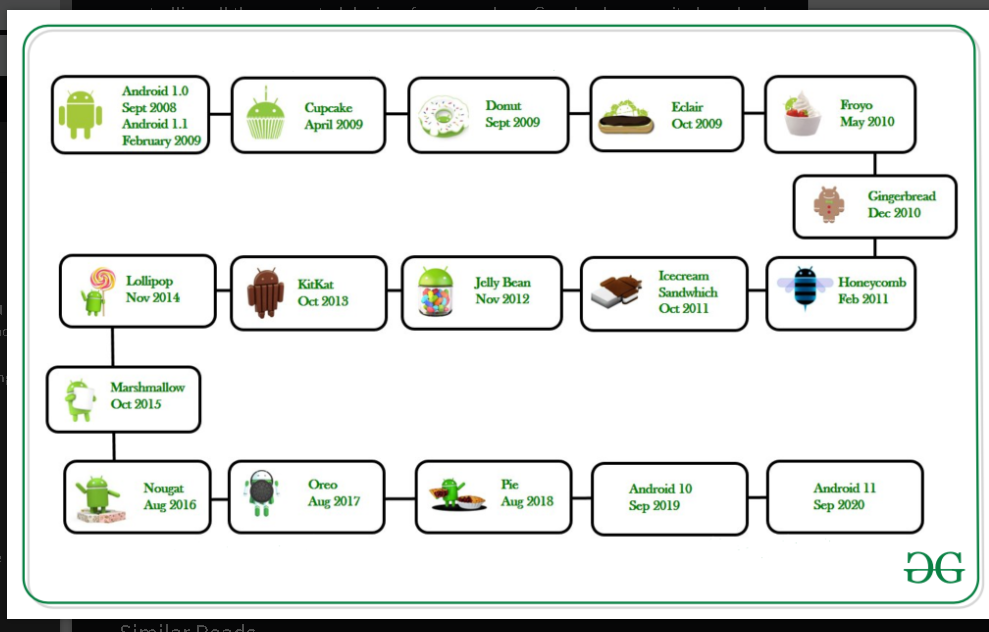 Android 1.0
Sept 2008
Android 1.1
February 2009
Cupcake
April 2009
Donut
Sept 2009
Eclair
Oct 2009
Froyo
May 2010
Gingerbread
Dec 2010
Honeycomb
Feb 2011
Icecream
Sandwhich
Oct 2011
Jelly Bean
Nov 2012
KitKat
Oct 2013
Lollipop
Nov 2014
Marshmallow
Oct 2015
Nougat
Aug 2016
Oreo
Aug 2017
Pie
Aug 2018
Android 10
Sep 2019
Android 11
Sep 2020
Similar Reads